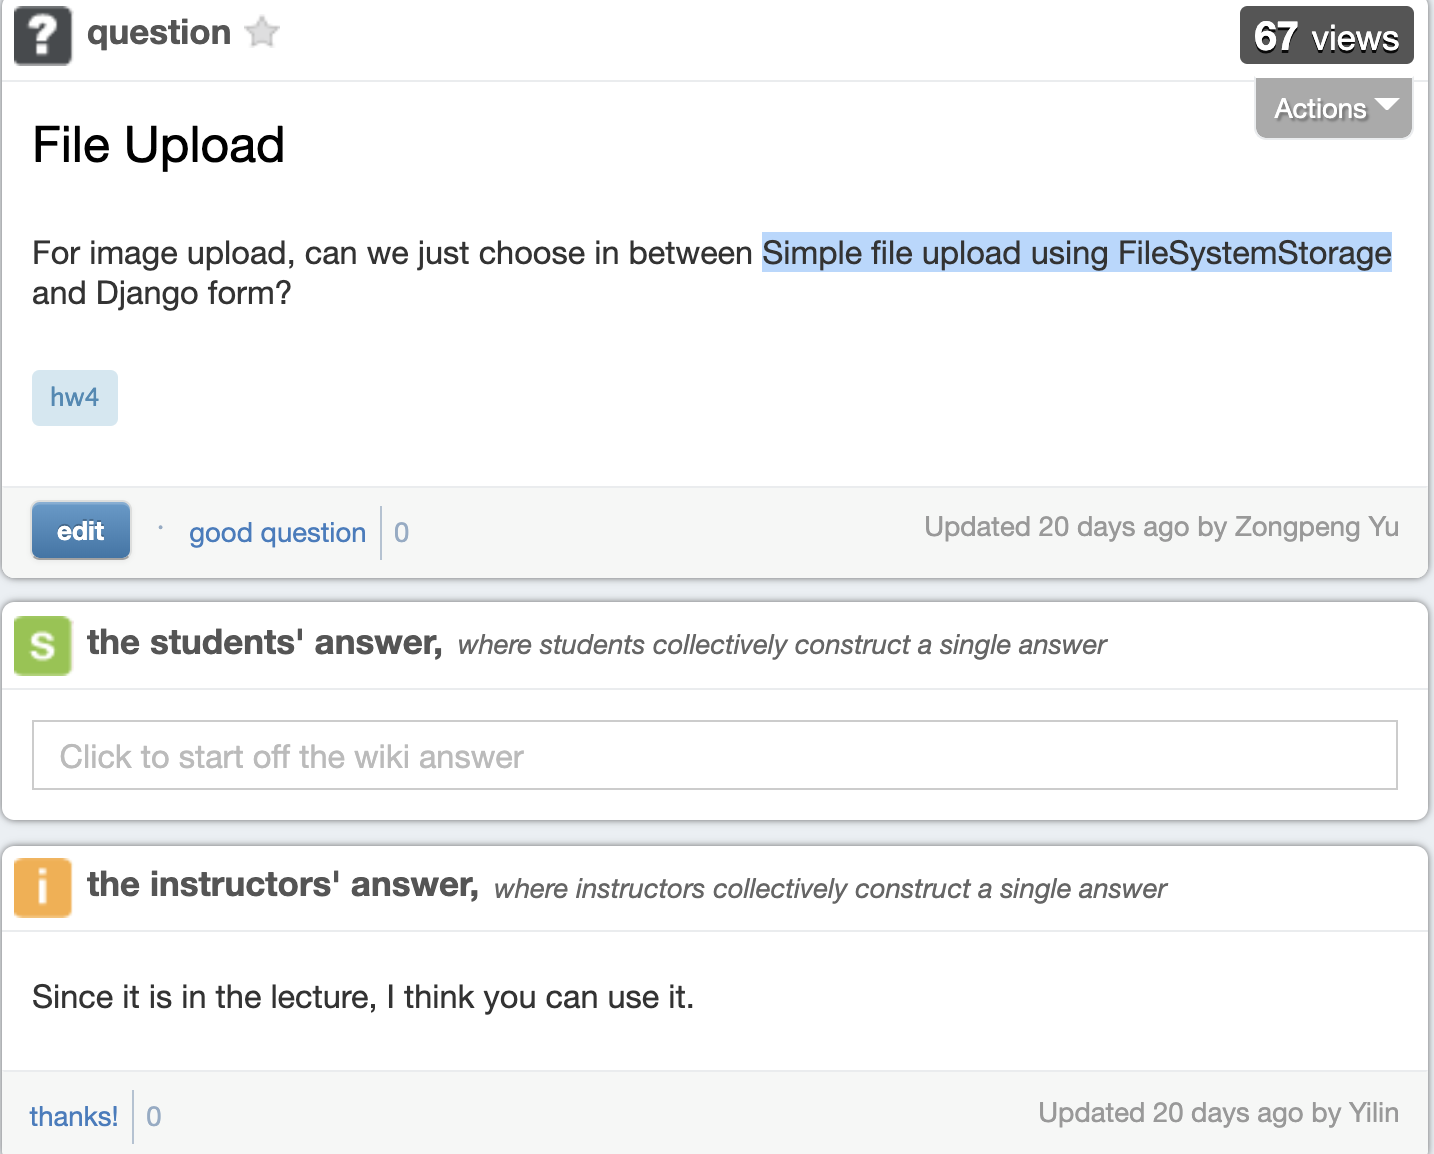 ? question
67 views
Actions
File Upload
For image upload, can we just choose in between Simple file upload using FileSystemStorage
and Django form?
hw4
edit · good question 0
Updated 20 days ago by Zongpeng Yu
S the students' answer, where students collectively construct a single answer
Click to start off the wiki answer
i the instructors' answer, where instructors collectively construct a single answer
Since it is in the lecture, I think you can use it.
thanks! 0
Updated 20 days ago by Yilin